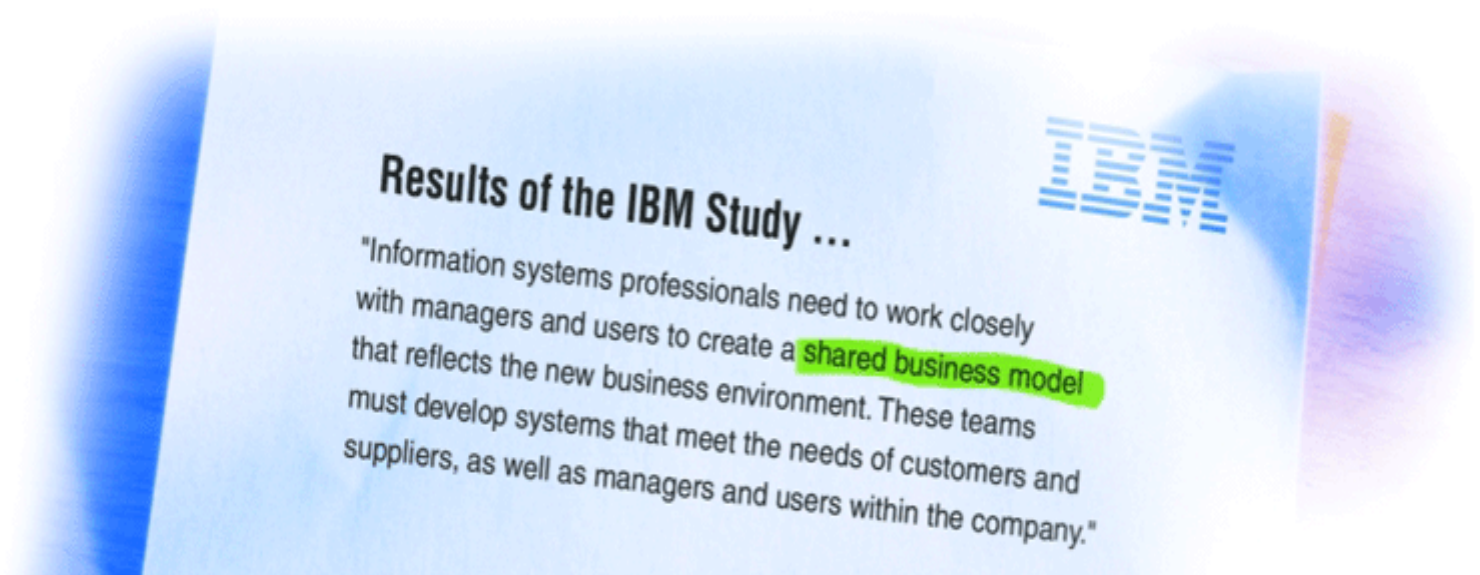 IBM
Results of the IBM Study ...
"Information systems professionals need to work closely
with managers and users to create a shared business model
that reflects the new business environment. These teams
must develop systems that meet the needs of customers and
suppliers, as well as managers and users within the company."